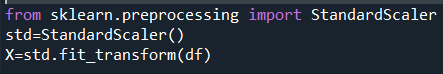 from sklearn.preprocessing import StandardScaler
std=StandardScaler()
X=std.fit_transform(df)